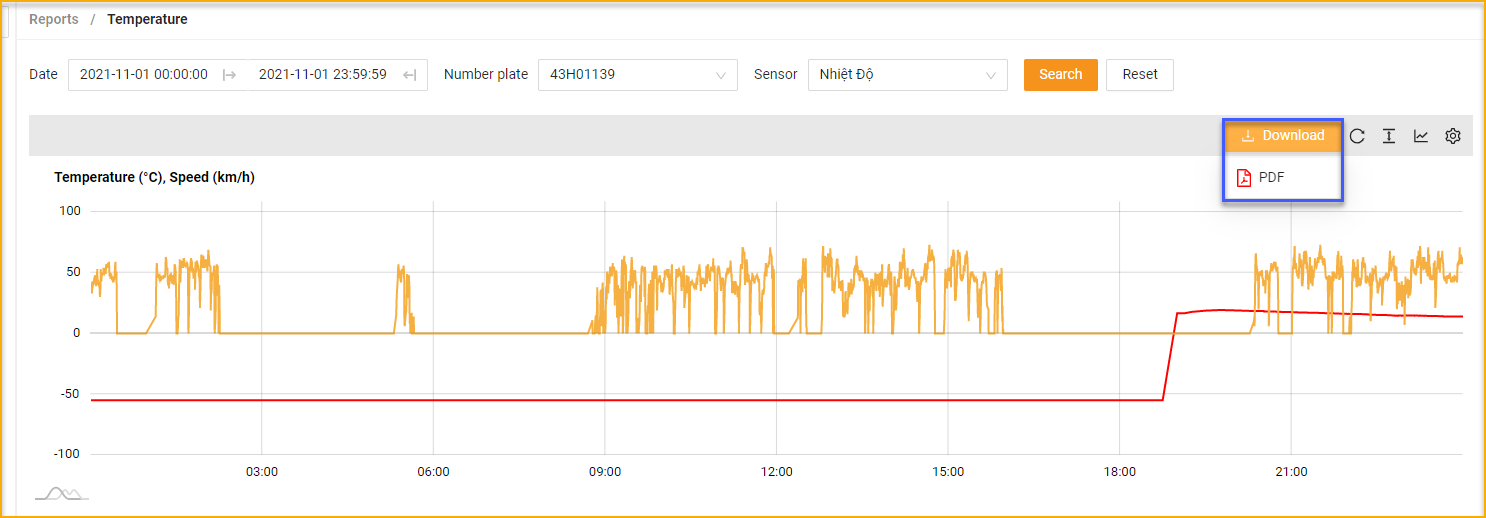 Reports / Temperature
Date 2021-11-01 00:00:00 2021-11-01 23:59:59 Number plate 43H01139 Sensor Nhiệt Độ Search Reset
Download
PDF
Temperature (°C), Speed (km/h)
100
50
0
-50
-100
03:00 06:00 09:00 12:00 15:00 18:00 21:00